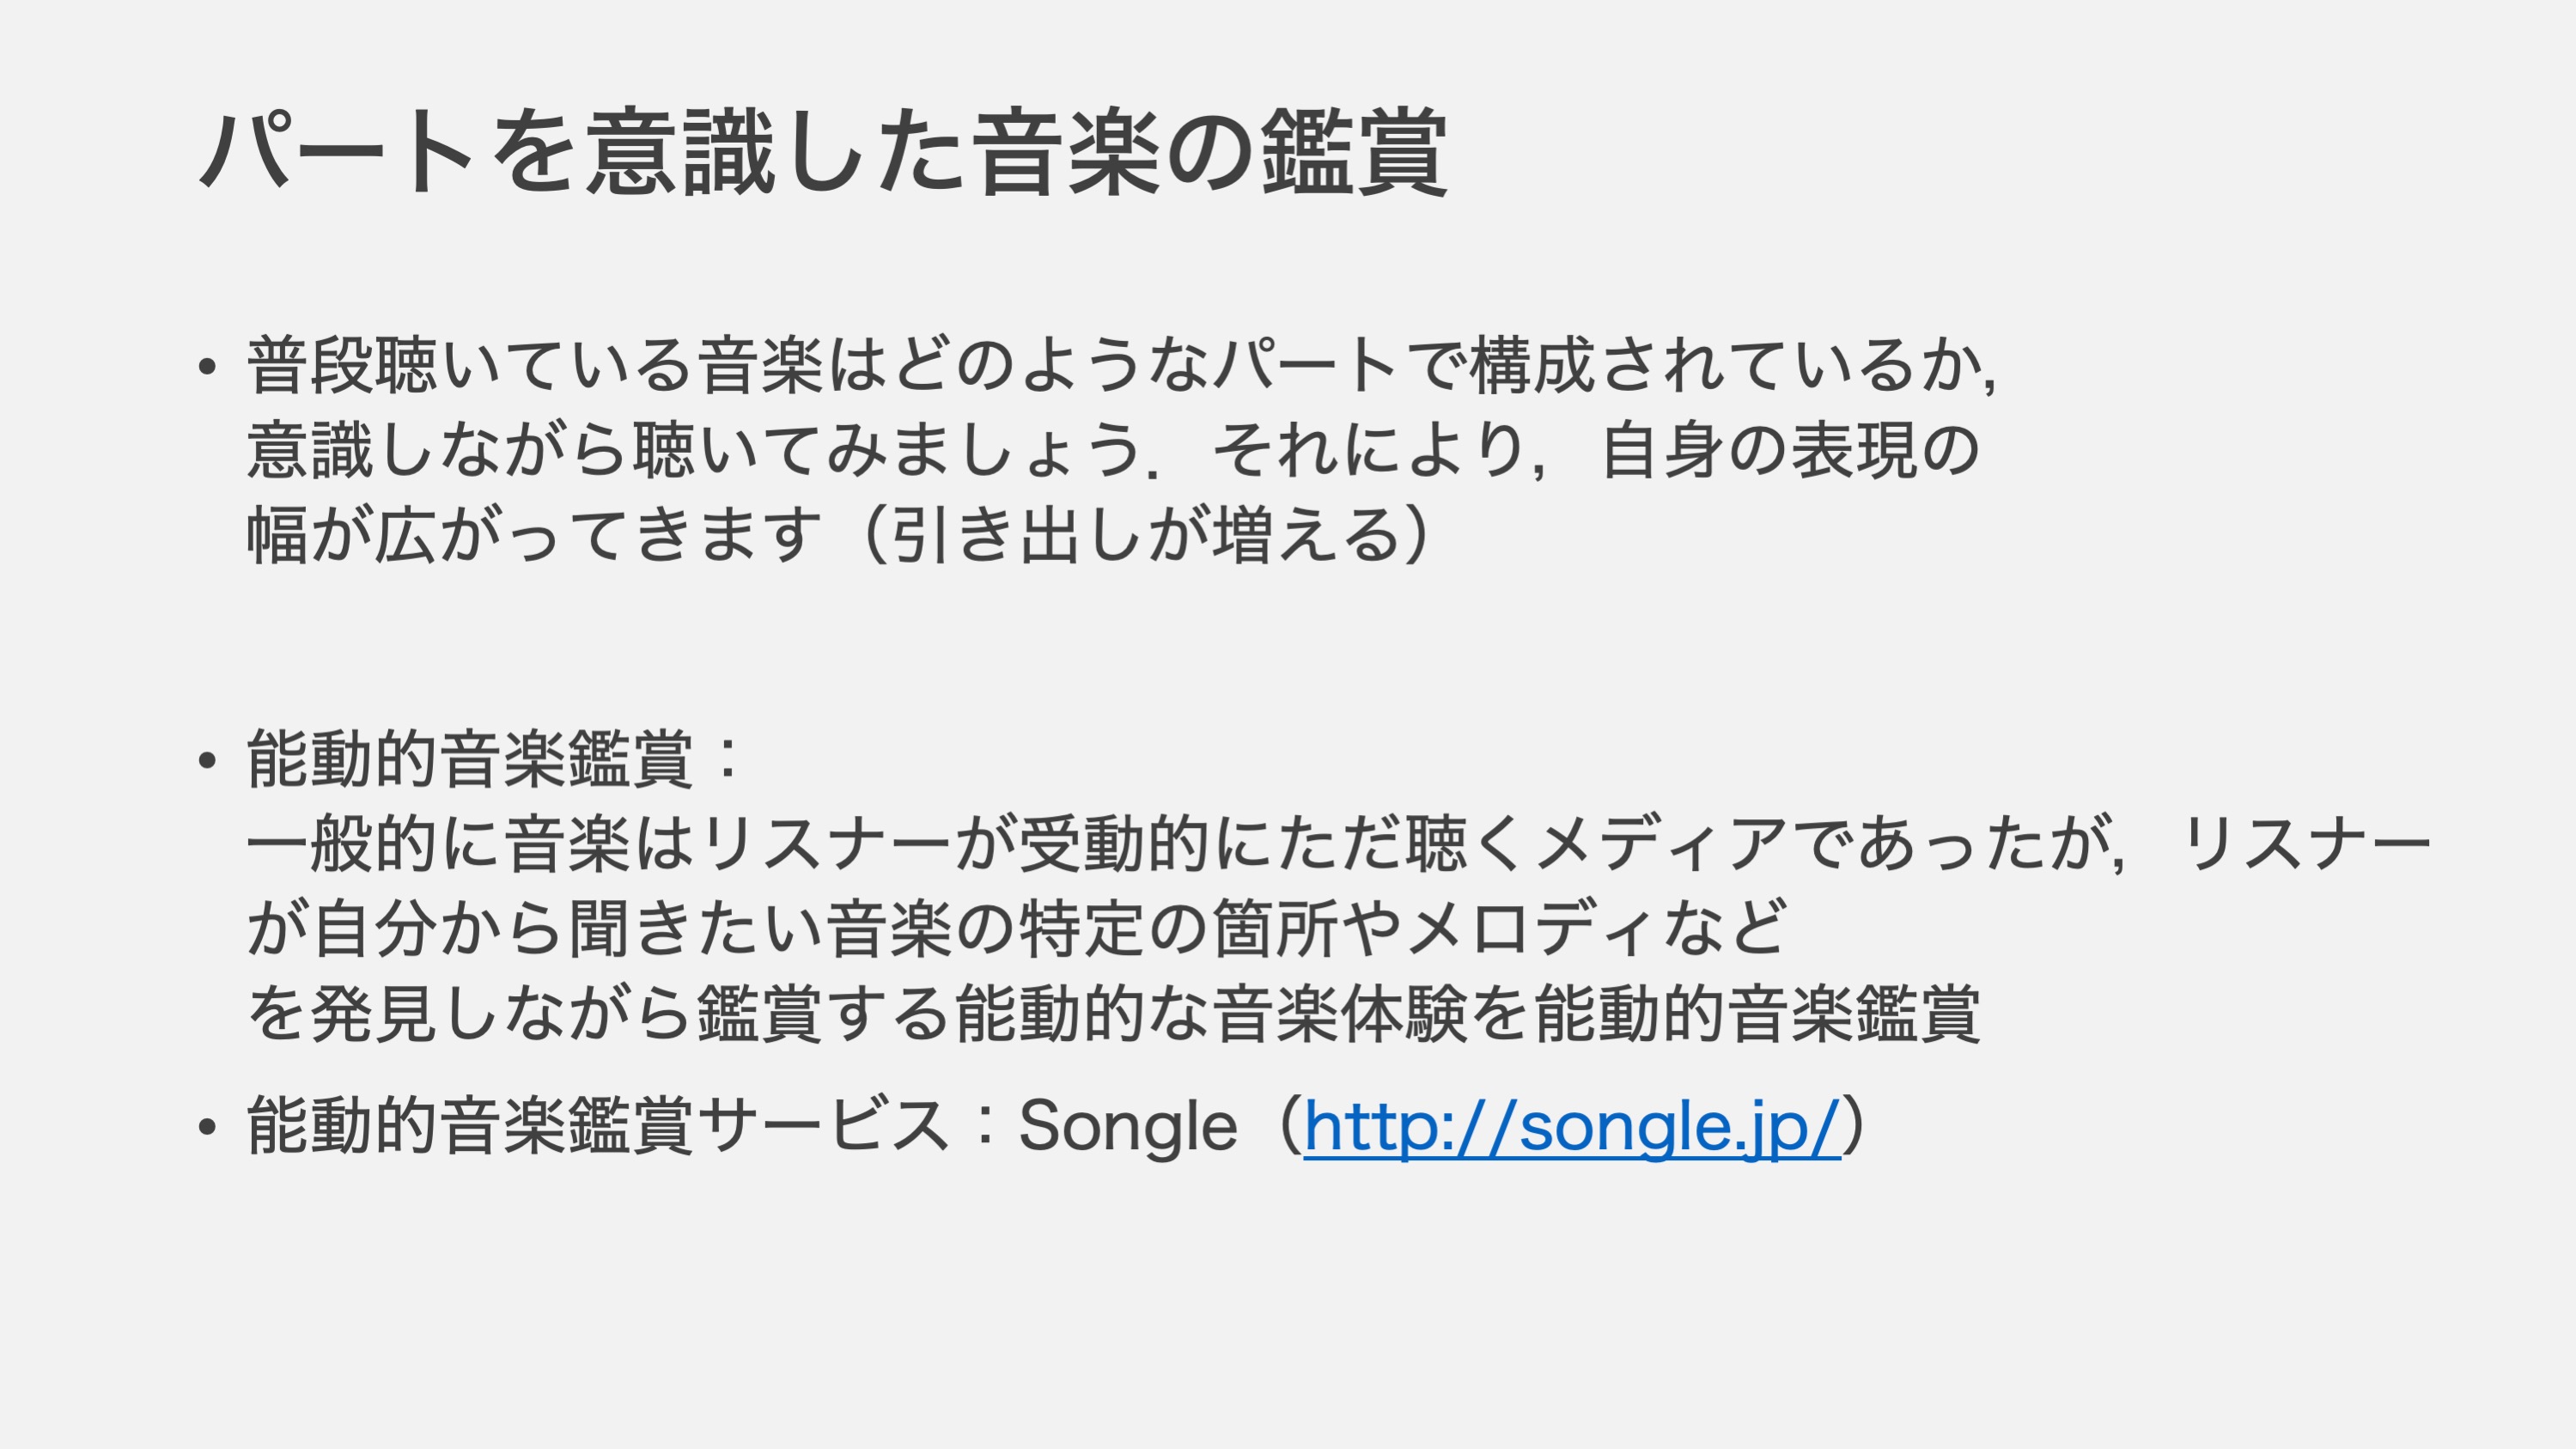 パートを意識した音楽の鑑賞
• 普段聴いている音楽はどのようなパートで構成されているか，
意識しながら聴いてみましょう．それにより，自身の表現の
幅が広がってきます（引き出しが増える）
• 能動的音楽鑑賞：
一般的に音楽はリスナーが受動的にただ聴くメディアであったが，リスナー
が自分から聞きたい音楽の特定の箇所やメロディなど
を発見しながら鑑賞する能動的な音楽体験を能動的音楽鑑賞
• 能動的音楽鑑賞サービス：Songle（http://songle.jp/）